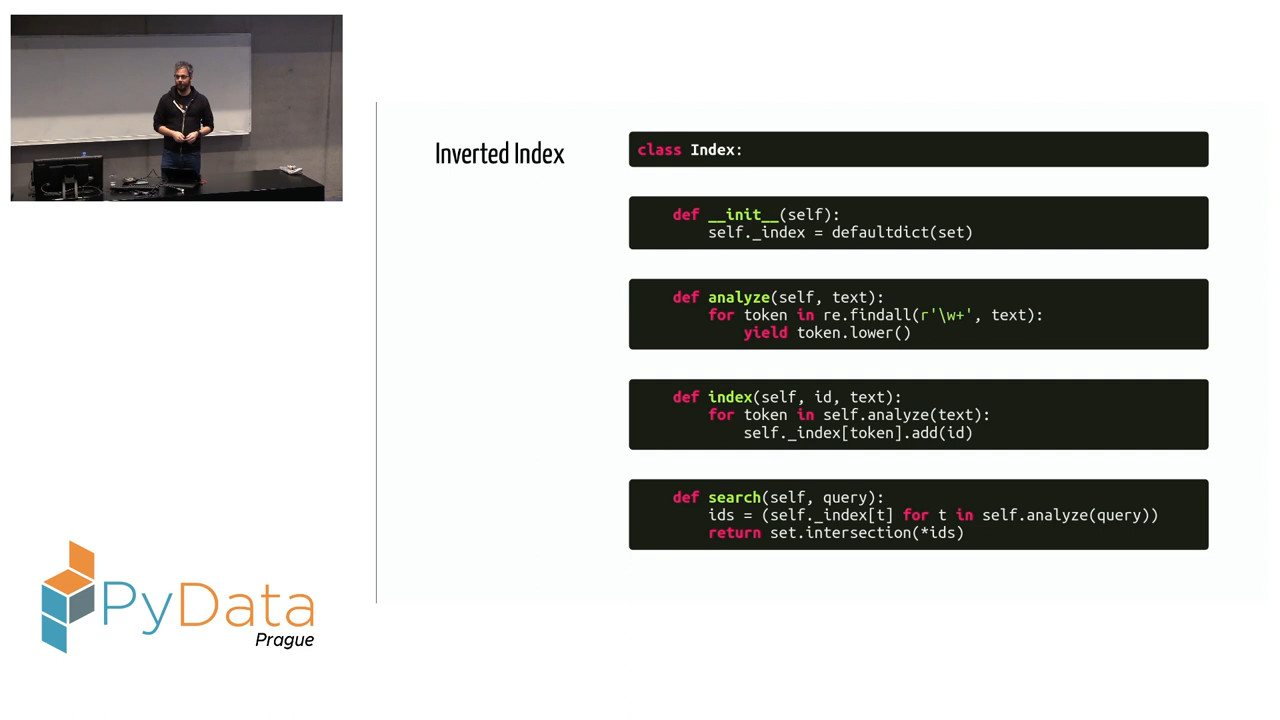 Inverted Index
class Index:
def __init__(self):
self._index = defaultdict(set)
def analyze(self, text):
for token in re.findall(r'\w+', text):
yield token.lower()
def index(self, id, text):
for token in self.analyze(text):
self._index[token].add(id)
def search(self, query):
ids = (self._index[t] for t in self.analyze(query))
return set.intersection(*ids)
PyData
Prague